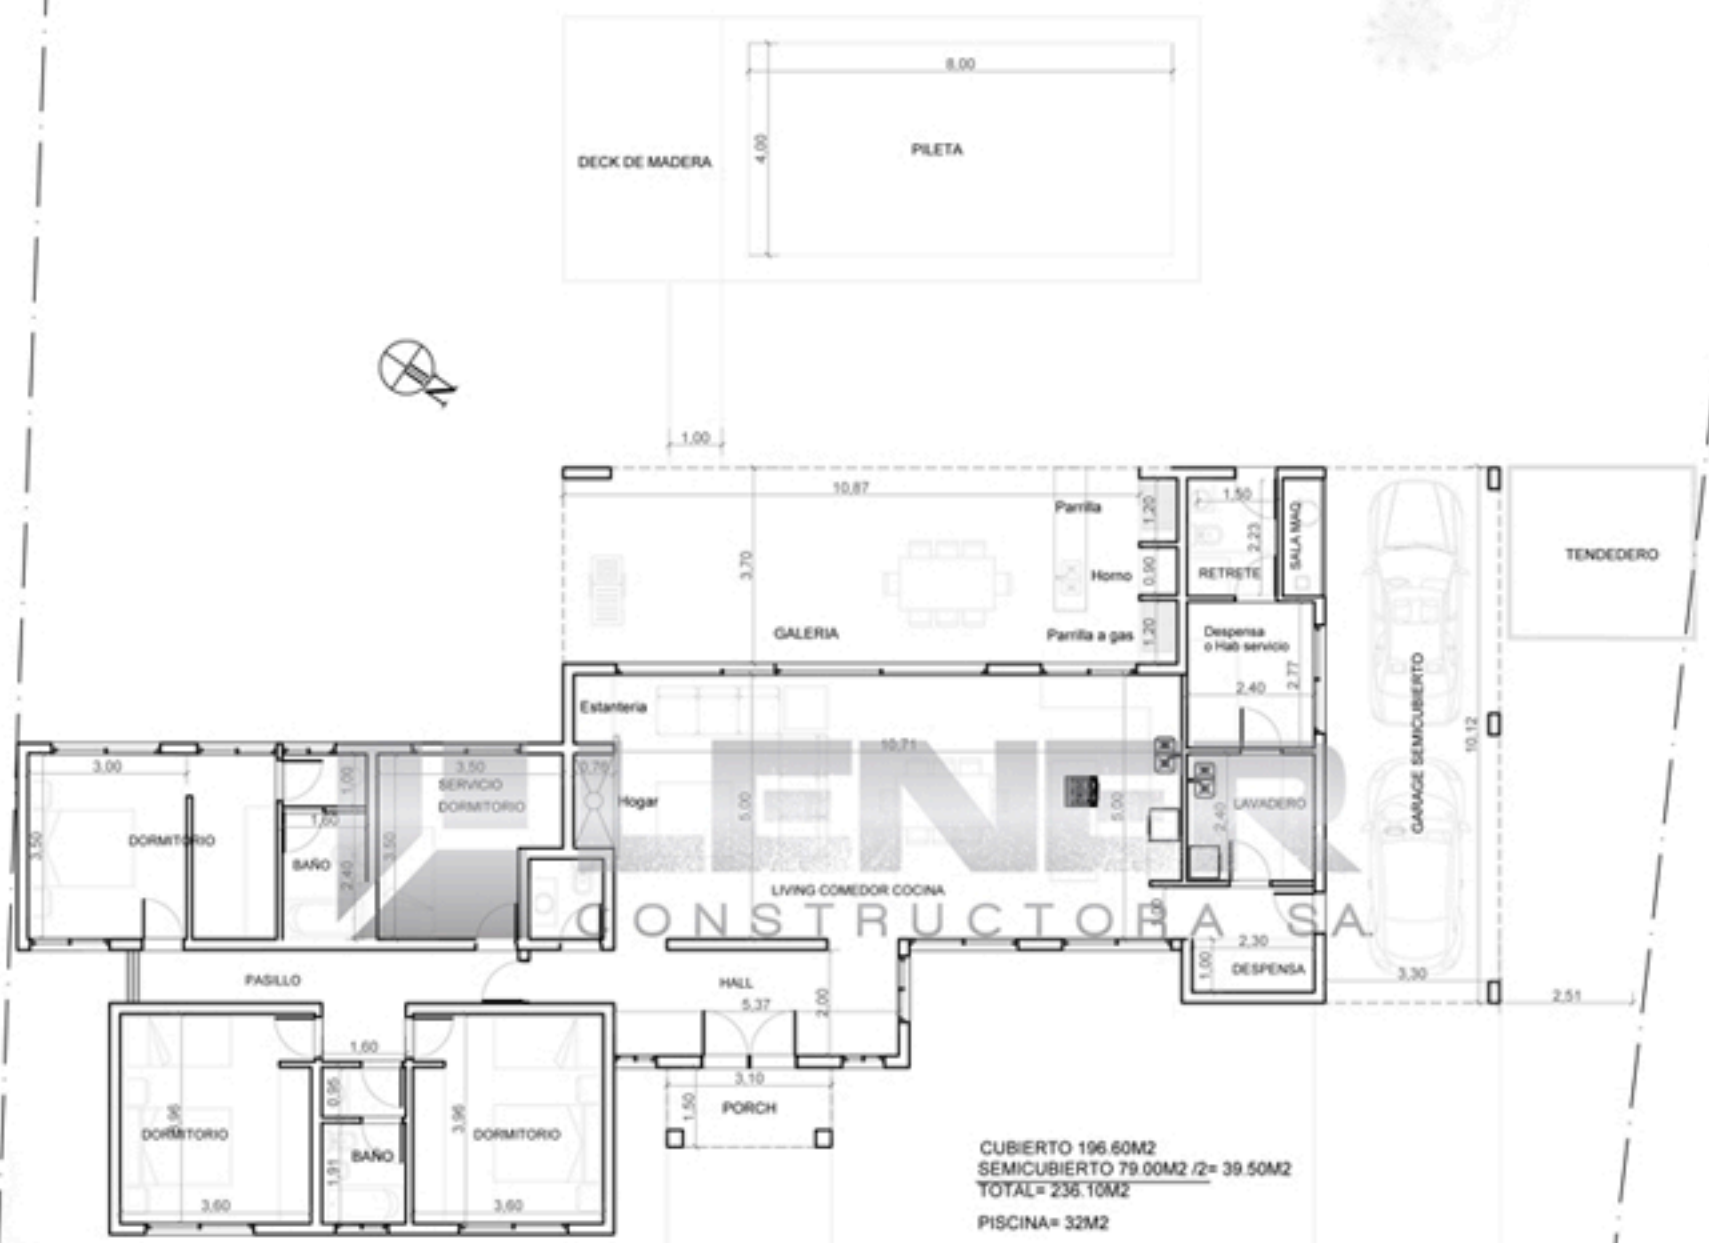 8.00
4.00
PILETA
DECK DE MADERA
N
1,00
10,87
Parrilla
1,20
1,50
SALA MAQ
3,70
2,23
Horno
0,90
RETRETE
TENDEDERO
GALERIA
Parrilla a gas
1,20
Despensa
o Hab servicio
2,77
2,40
GARAGE SEMICUBIERTO
10,12
Estanteria
10,71
3,00
1,00
3,50
SERVICIO
DORMITORIO
0,70
Hogar
5,00
5,00
LAVADERO
2,40
LENER
CONSTRUCTORA SA
3,50
DORMITORIO
1,60
BAÑO
2,40
3,50
LIVING COMEDOR COCINA
2,30
1,00
DESPENSA
3,30
2,51
PASILLO
HALL
5,37
2,00
1,60
3,10
1,50
PORCH
0,95
3,96
DORMITORIO
3,96
DORMITORIO
BAÑO
1,91
3,60
3,60
CUBIERTO 196.60M2
SEMICUBIERTO 79.00M2 /2= 39.50M2
TOTAL= 236.10M2
PISCINA= 32M2